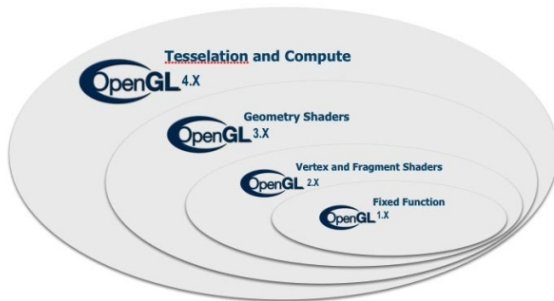 Tesselation and Compute
OpenGL 4.X
Geometry Shaders
OpenGL 3.X
Vertex and Fragment Shaders
OpenGL 2.X
Fixed Function
OpenGL 1.X